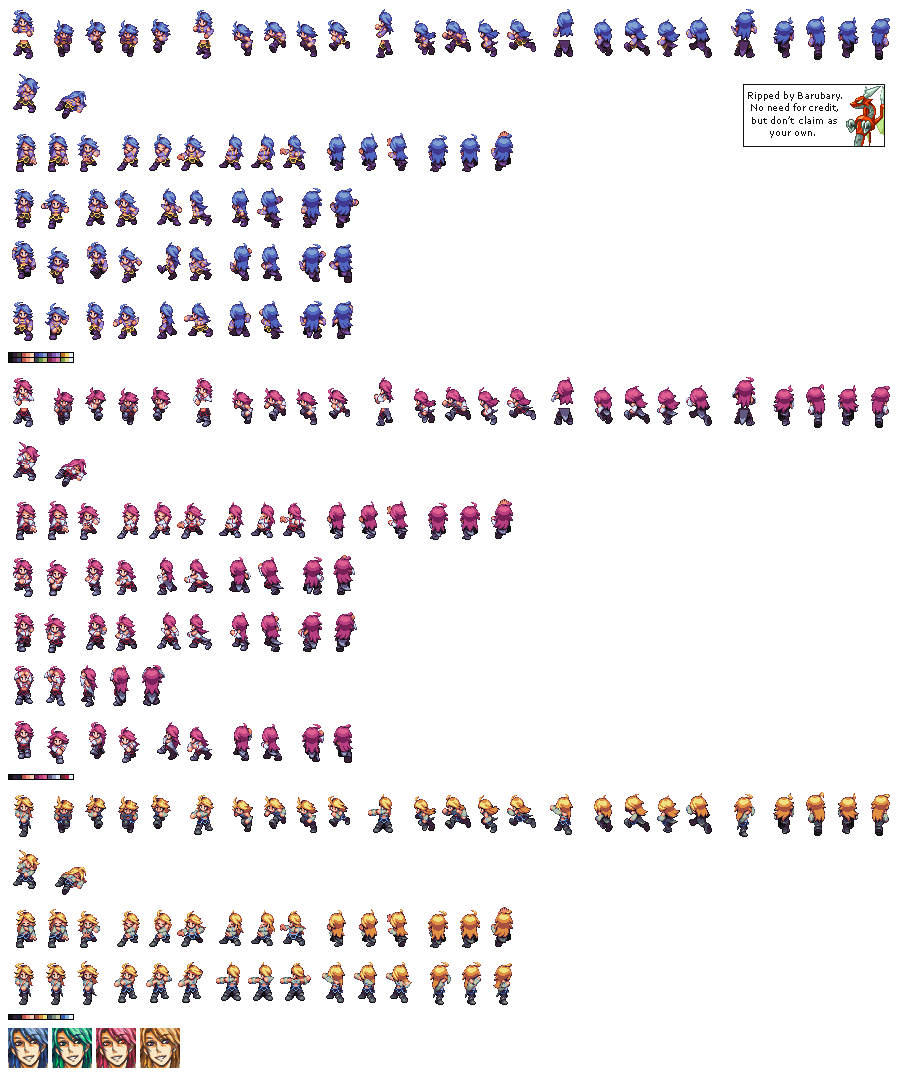 Ripped by Barubary.
No need for credit,
but don't claim as
your own.